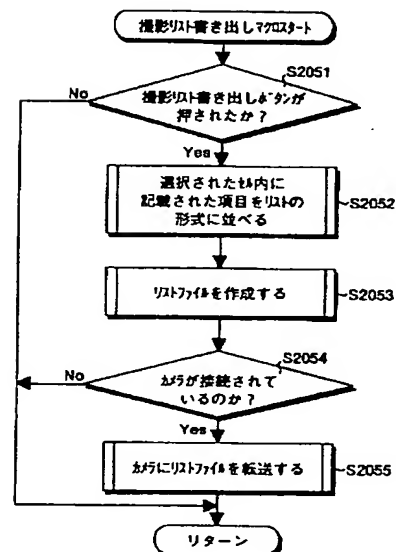 撮影リスト書き出しマクロスタート
S2051
撮影リスト書き出しボタンが
押されたか？
No
Yes
選択されたセル内に
記載された項目をリストの
形式に並べる
S2052
リストファイルを作成する
S2053
S2054
カメラが接続されて
いるのか？
No
Yes
カメラにリストファイルを転送する
S2055
リターン